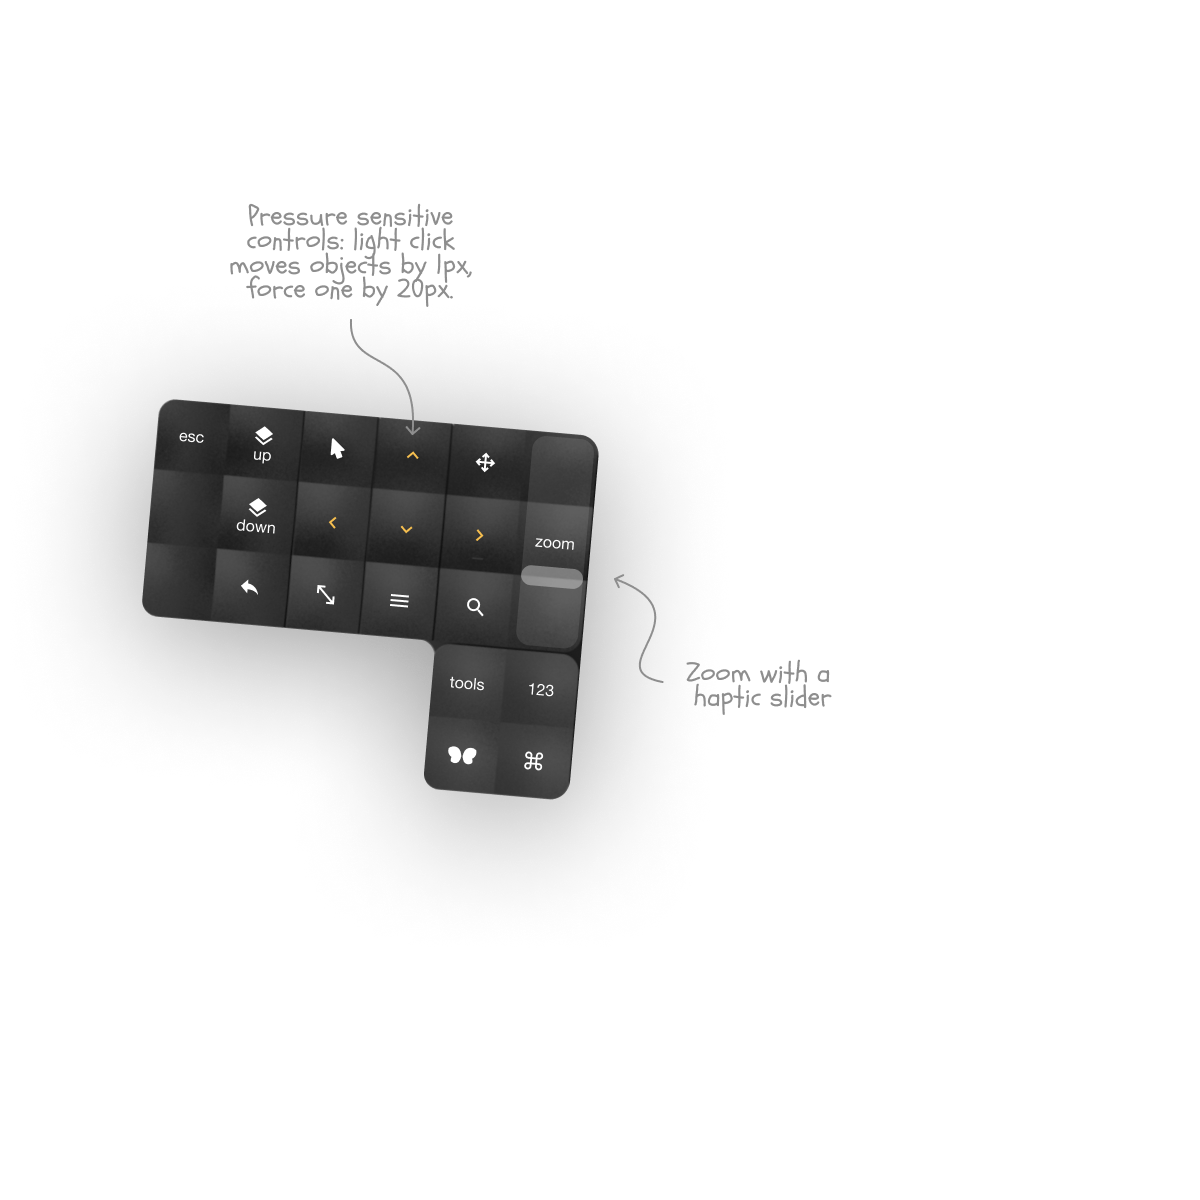 Pressure sensitive
controls: light click
moves objects by 1px,
force one by 20px.
esc
up
down
zoom
Zoom with a
haptic slider
tools
123